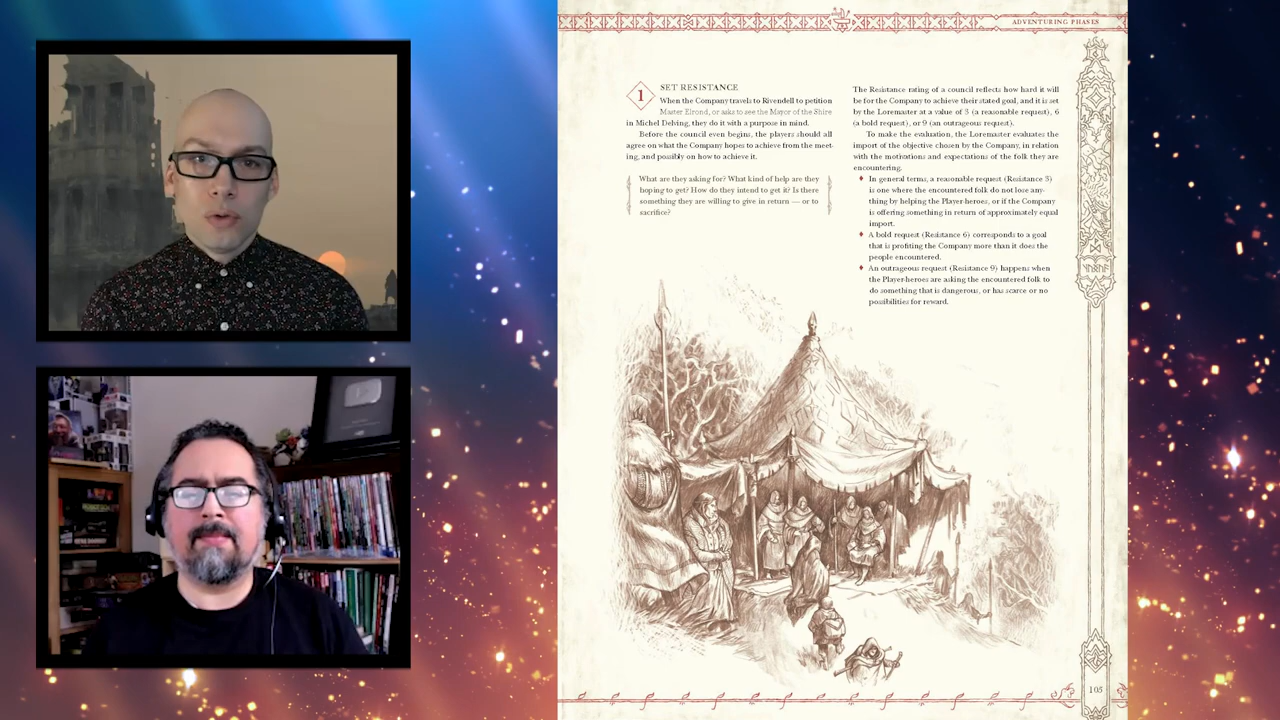 ADVENTURING PHASES
1
SET RESISTANCE
When the Company travels to Rivendell to petition
Master Elrond, or asks to see the Mayor of the Shire
in Michel Delving, they do it with a purpose in mind.
Before the council even begins, the players should all
agree on what the Company hopes to achieve from the meet-
ing, and possibly on how to achieve it.
What are they asking for? What kind of help are they
hoping to get? How do they intend to get it? Is there
something they are willing to give in return — or to
sacrifice?
The Resistance rating of a council reflects how hard it will
be for the Company to achieve their stated goal, and it is set
by the Loremaster at a value of 3 (a reasonable request), 6
(a bold request), or 9 (an outrageous request).
To make the evaluation, the Loremaster evaluates the
import of the objective chosen by the Company, in relation
with the motivations and expectations of the folk they are
encountering.
♦ In general terms, a reasonable request (Resistance 3)
is one where the encountered folk do not lose any-
thing by helping the Player-heroes, or if the Company
is offering something in return of approximately equal
import.
♦ A bold request (Resistance 6) corresponds to a goal
that is profiting the Company more than it does the
people encountered.
♦ An outrageous request (Resistance 9) happens when
the Player-heroes are asking the encountered folk to
do something that is dangerous, or has scarce or no
possibilities for reward.
105